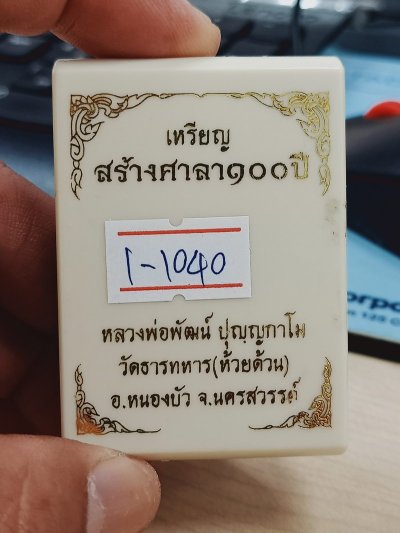 เหรียญ
สร้างศาลา๑๐๐ปี
1-1040
หลวงพ่อพัฒน์ ปุญฺญกาโม
วัดธารทหาร(ห้วยด้วน)
อ.หนองบัว จ.นครสวรรค์